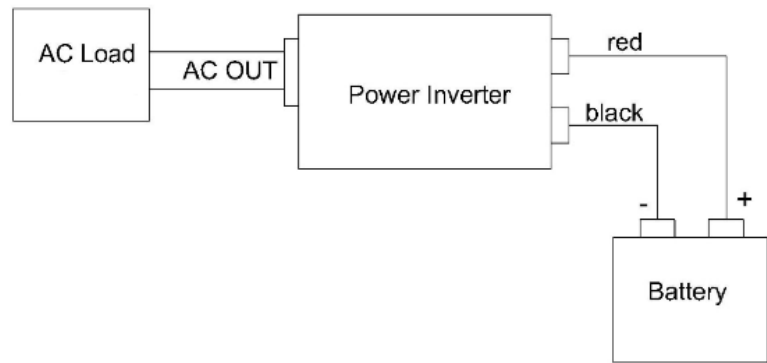 AC Load
AC OUT
Power Inverter
red
black
- +
Battery